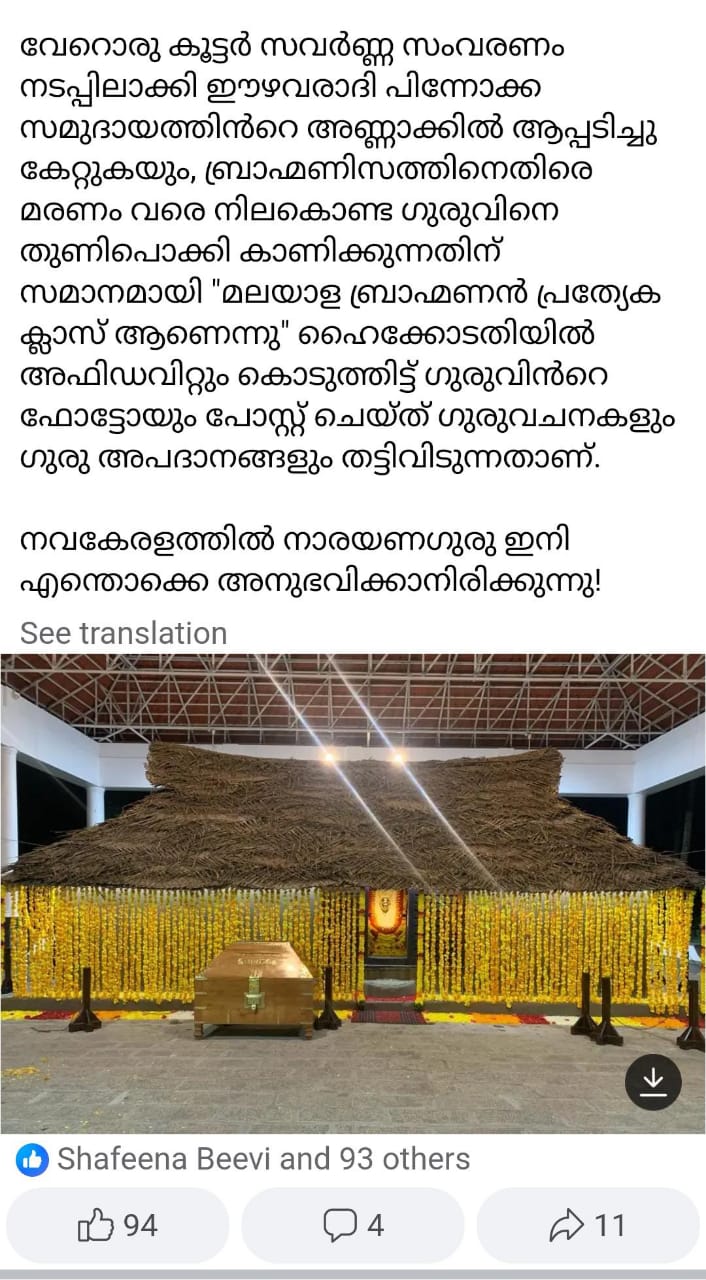 വേറൊരു കൂട്ടർ സവർണ്ണ സംവരണം
നടപ്പിലാക്കി ഈഴവരാദി പിന്നോക്ക
സമുദായത്തിൻറെ അണ്ണാക്കിൽ ആപ്പടിച്ചു
കേറ്റുകയും, ബ്രാഹ്മണിസത്തിനെതിരെ
മരണം വരെ നിലകൊണ്ട ഗുരുവിനെ
തുണിപൊക്കി കാണിക്കുന്നതിന്
സമാനമായി "മലയാള ബ്രാഹ്മണൻ പ്രത്യേക
ക്ലാസ് ആണെന്നു" ഹൈക്കോടതിയിൽ
അഫിഡവിറ്റും കൊടുത്തിട്ട് ഗുരുവിൻറെ
ഫോട്ടോയും പോസ്റ്റ് ചെയ്ത് ഗുരുവചനകളും
ഗുരു അപദാനങ്ങളും തട്ടിവിടുന്നതാണ്.
നവകേരളത്തിൽ നാരയണഗുരു ഇനി
എന്തൊക്കെ അനുഭവിക്കാനിരിക്കുന്നു!
See translation
Shafeena Beevi and 93 others
94
4
11